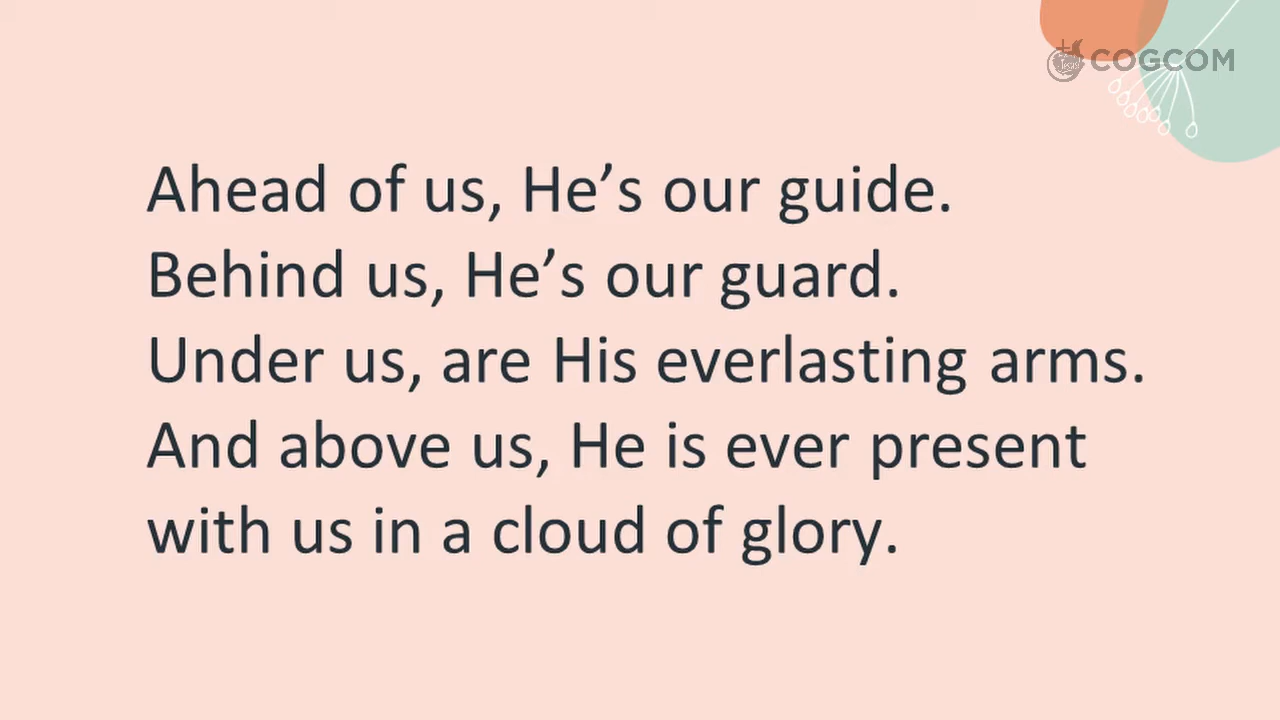 COGCOM
Ahead of us, He’s our guide.
Behind us, He’s our guard.
Under us, are His everlasting arms.
And above us, He is ever present
with us in a cloud of glory.